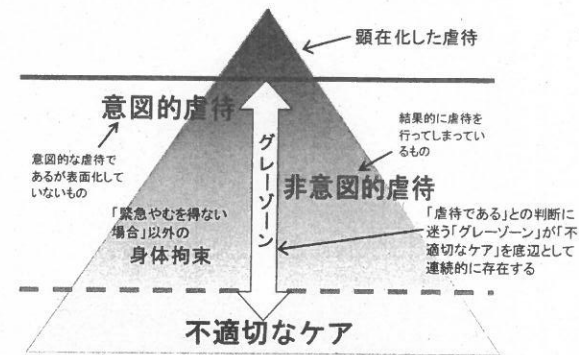 顕在化した虐待
意図的虐待
意図的な虐待で
あるが表面化して
いないもの
グレーゾーン
結果的に虐待を
行ってしまってい
るもの
非意図的虐待
「緊急やむを得ない
場合」以外の
身体拘束
「虐待である」との判断に
迷う「グレーゾーン」が「不
適切なケア」を底辺として
連続的に存在する
不適切なケア